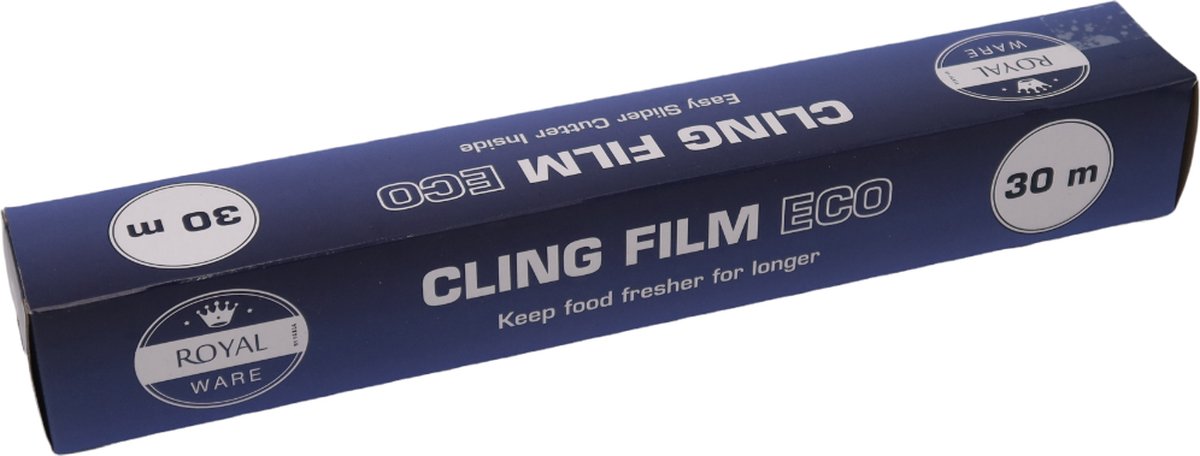 ROYAL
WARE
CLING FILM ECO
Easy Slider Cutter Inside
30 m
ROYAL
WARE
CLING FILM ECO
Keep food fresher for longer
30 m